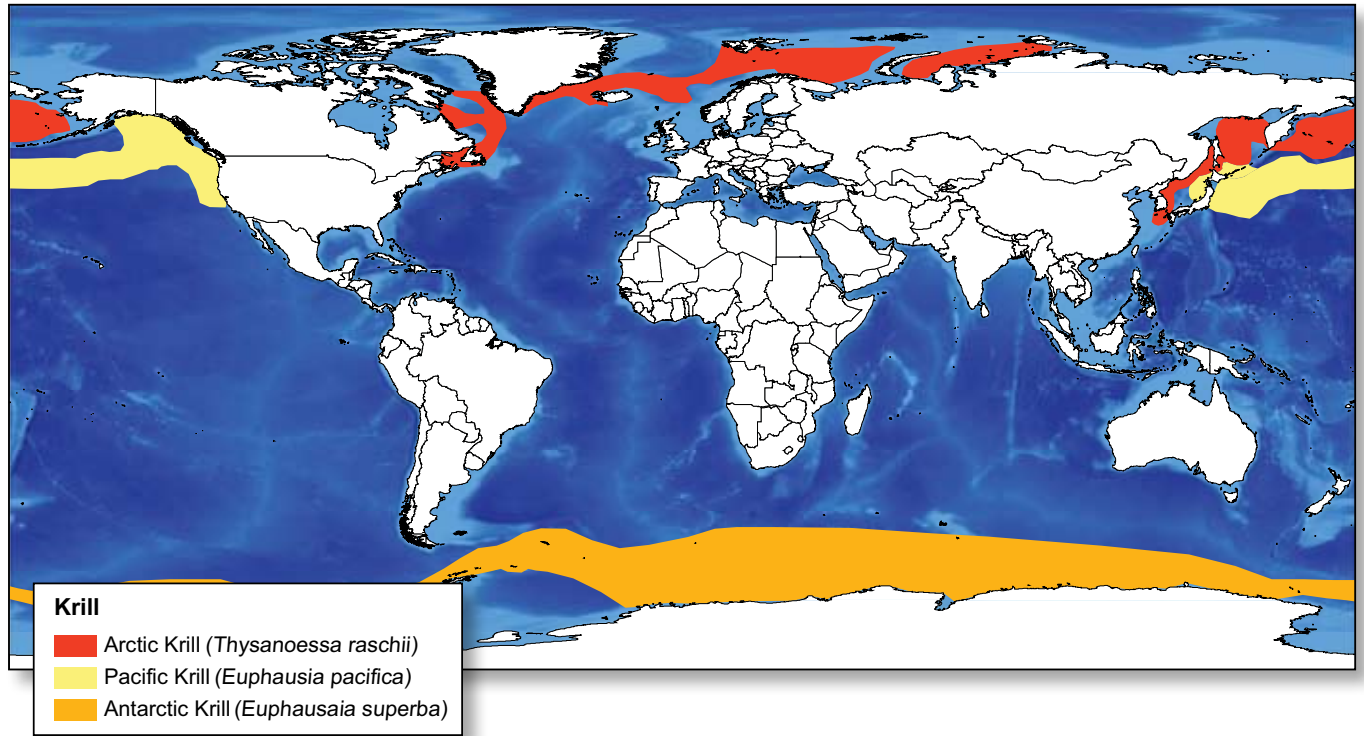 Krill
Arctic Krill (Thysanoessa raschii)
Pacific Krill (Euphausia pacifica)
Antarctic Krill (Euphausaia superba)